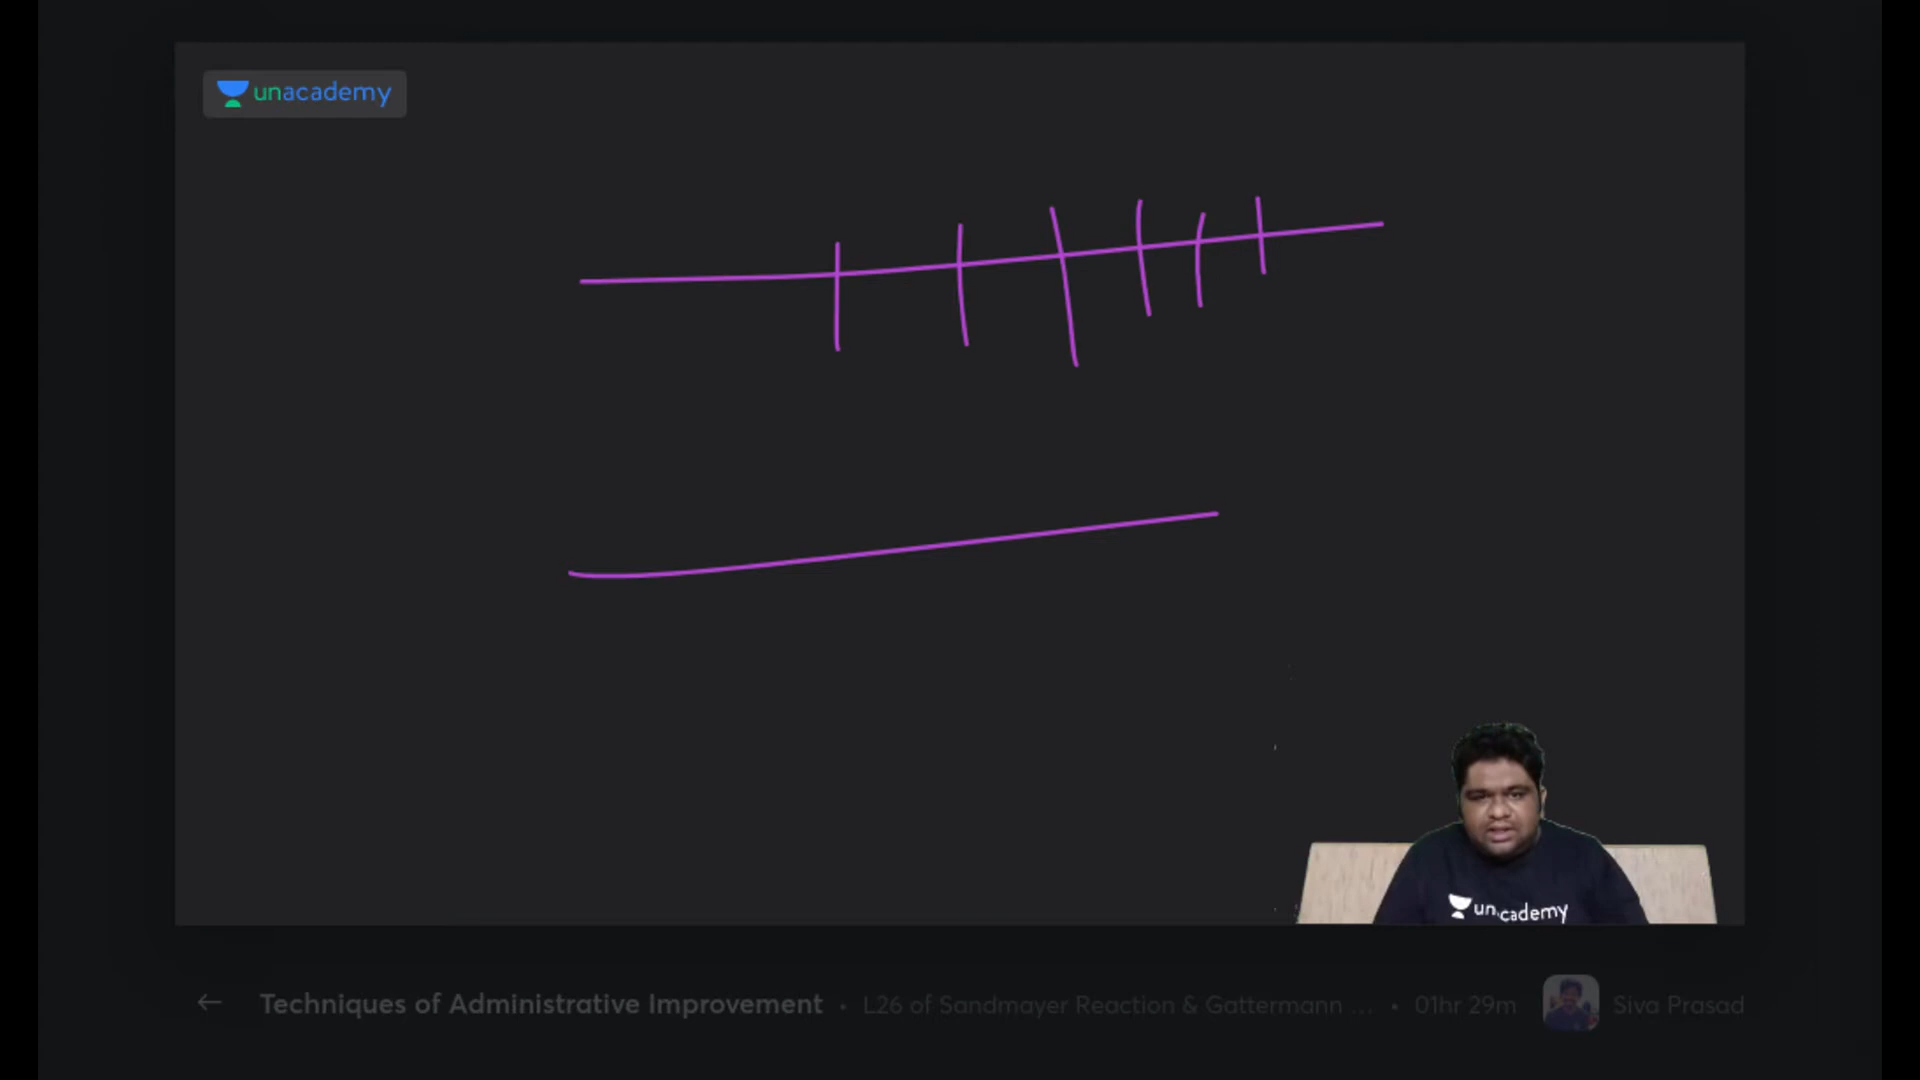 unacademy
unacademy
← Techniques of Administrative Improvement • L26 of Sandmayer Reaction & Gattermann ... • 01hr 29m Siva Prasad